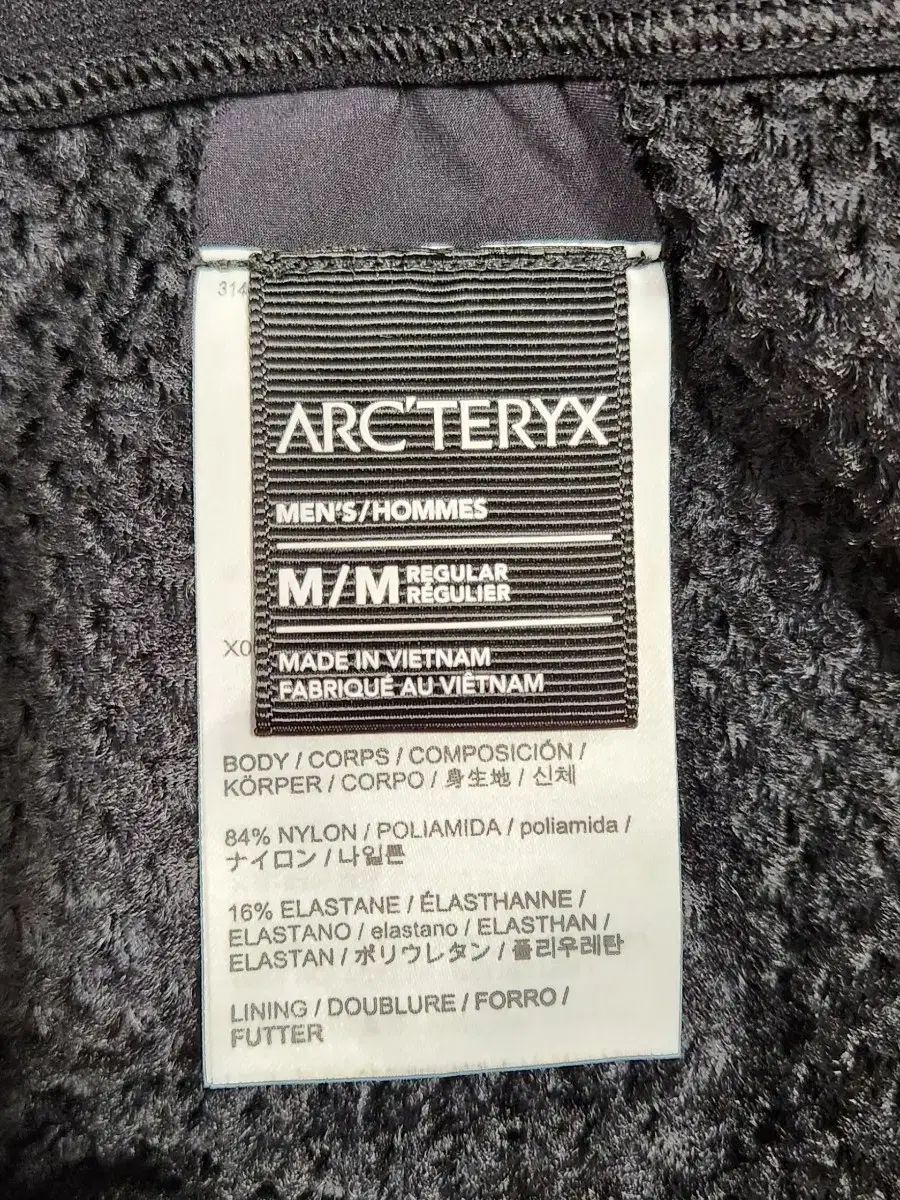 314
ARC'TERYX
MEN'S/HOMMES
M/M REGULAR
RÉGULIER
X0
MADE IN VIETNAM
FABRIQUÉ AU VIÊTNAM
BODY / CORPS / COMPOSICIÓN /
KÖRPER / CORPO / 身生地 / 신체
84% NYLON / POLIAMIDA / poliamida /
ナイロン / 나일론
16% ELASTANE / ÉLASTHANNE /
ELASTANO / elastano / ELASTHAN /
ELASTAN / ポリウレタン / 폴리우레탄
LINING / DOUBLURE / FORRO /
FUTTER